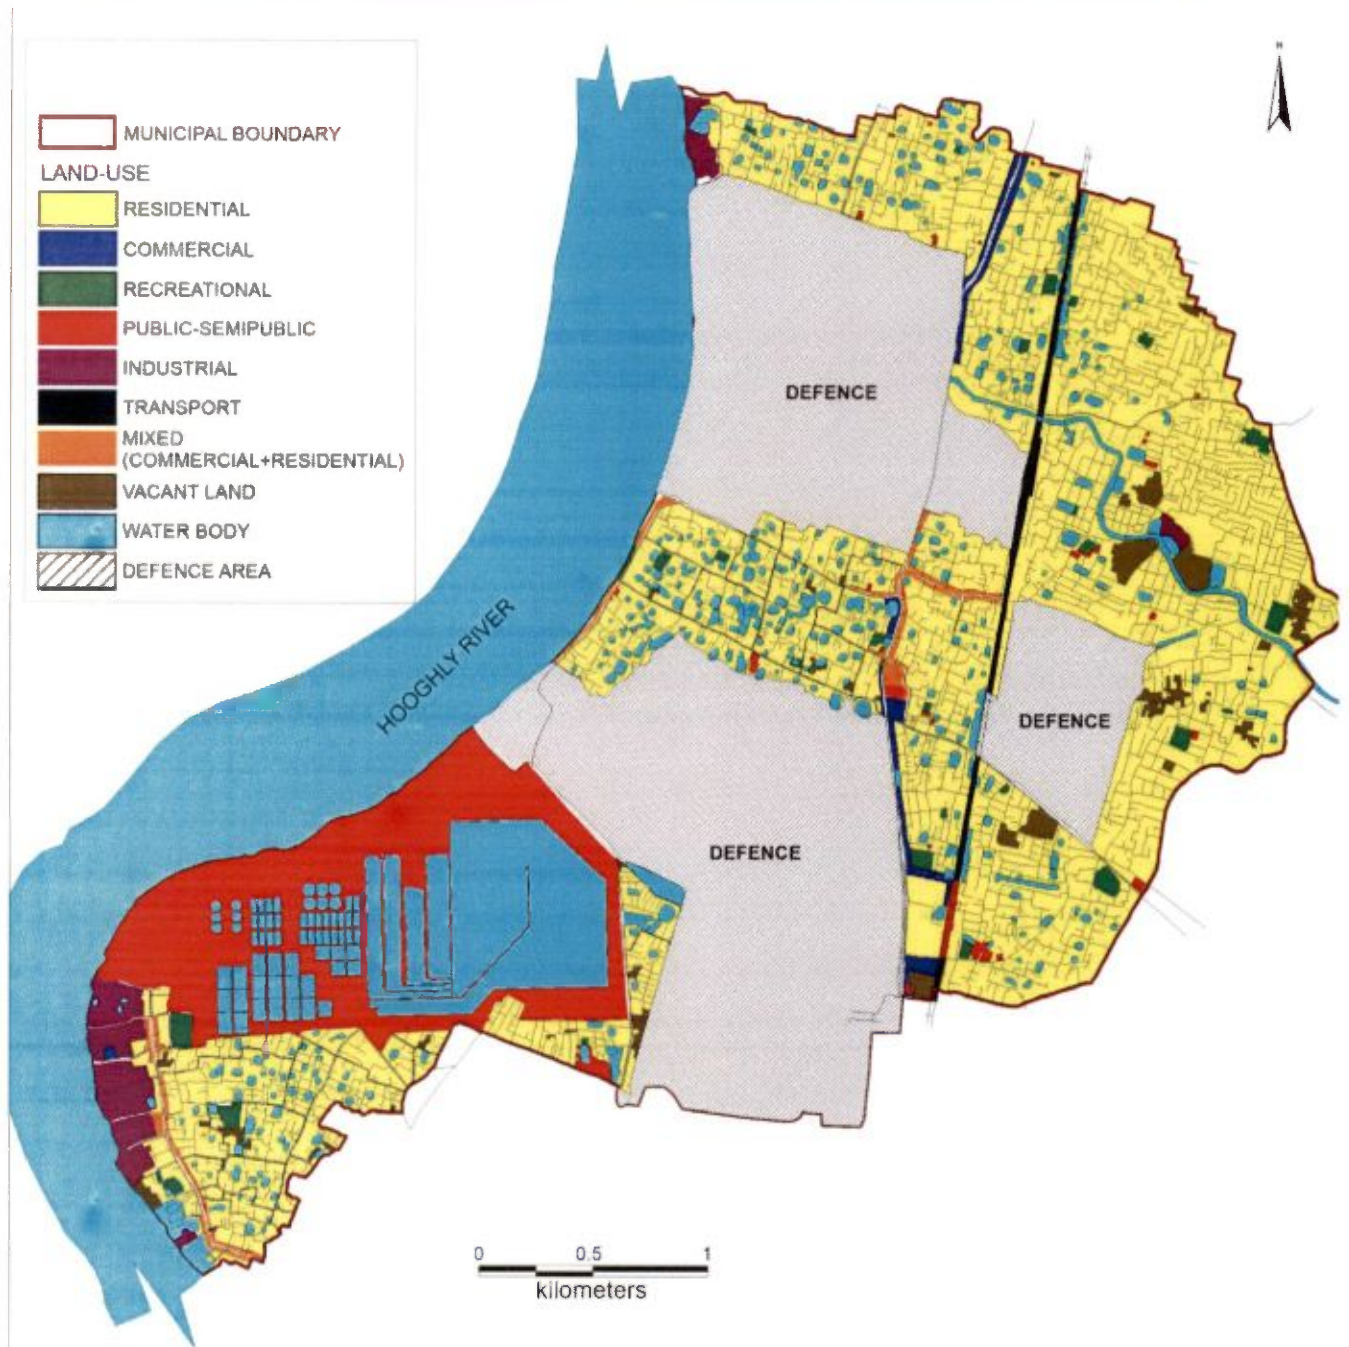 N
MUNICIPAL BOUNDARY
LAND-USE
RESIDENTIAL
COMMERCIAL
RECREATIONAL
PUBLIC-SEMIPUBLIC
INDUSTRIAL
TRANSPORT
MIXED
(COMMERCIAL+RESIDENTIAL)
VACANT LAND
WATER BODY
DEFENCE AREA
DEFENCE
HOOGHLY RIVER
DEFENCE
DEFENCE
0 0.5 1
kilometers